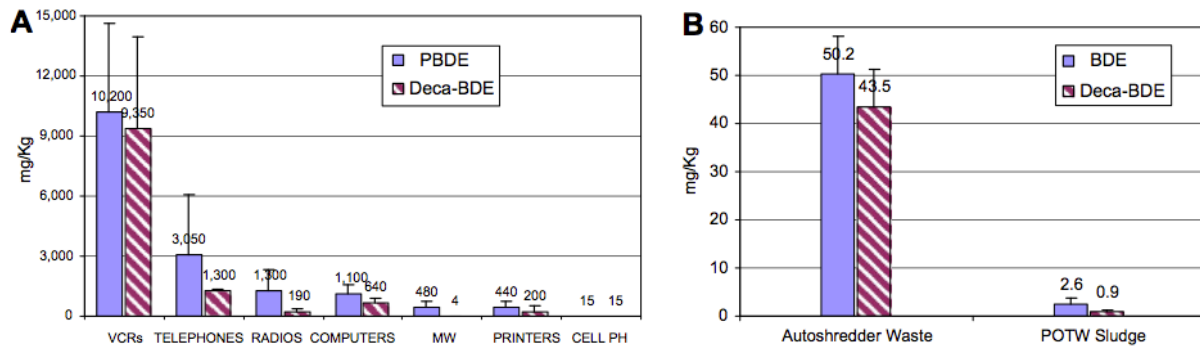 A
15,000
12,000
9,000
6,000
3,000
0
mg/Kg
PBDE
Deca-BDE
10,200
9,350
3,050
1,300
1,300
190
1,100
640
480
4
440
200
15
15
VCRs
TELEPHONES
RADIOS
COMPUTERS
MW
PRINTERS
CELL PH
B
60
50
40
30
20
10
0
mg/Kg
BDE
Deca-BDE
50.2
43.5
2.6
0.9
Autoshredder Waste
POTW Sludge